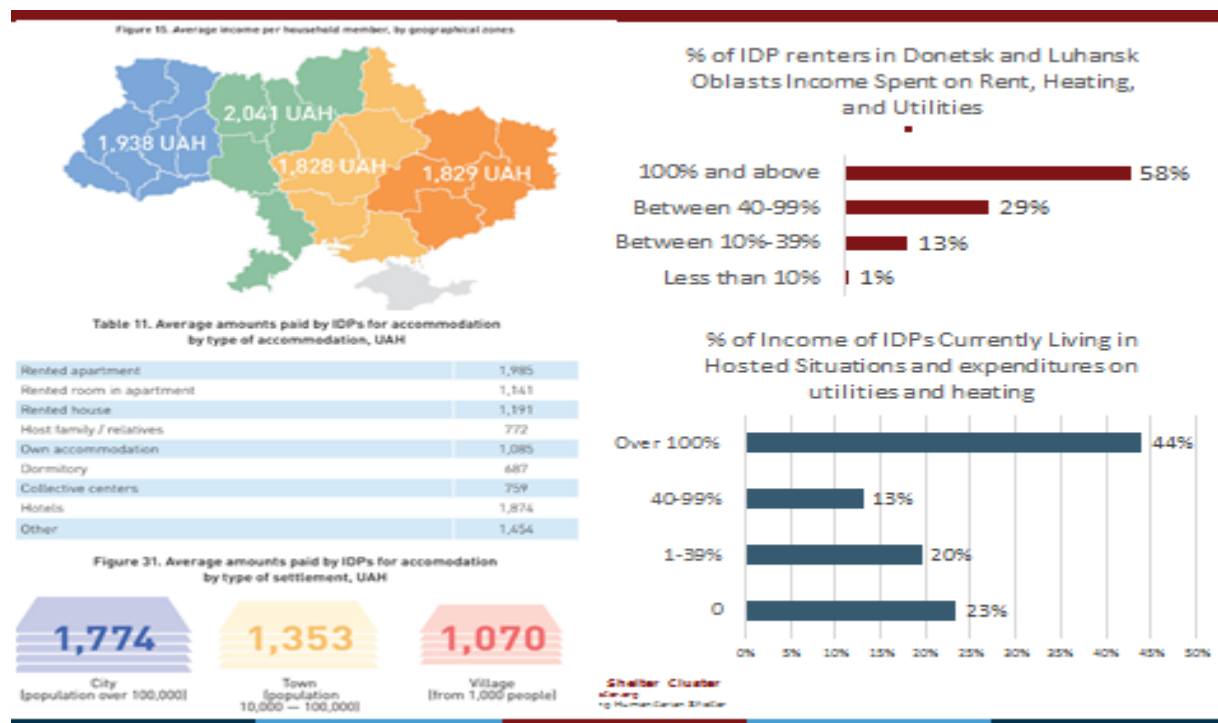 Figure 15. Average income per household member, by geographical zones
2,041 UAH
1,938 UAH
1,828 UAH
1,829 UAH
Table 11. Average amounts paid by IDPs for accommodation
by type of accommodation, UAH
Rented apartment 1,985
Rented room in apartment 1,141
Rented house 1,191
Host family / relatives 772
Own accommodation 1,085
Dormitory 687
Collective centers 759
Hotels 1,874
Other 1,454
Figure 31. Average amounts paid by IDPs for accomodation
by type of settlement, UAH
1,774
City
(population over 100,000)
1,353
Town
(population
10,000 — 100,000)
1,070
Village
(from 1,000 people)
% of IDP renters in Donetsk and Luhansk
Oblasts Income Spent on Rent, Heating,
and Utilities
100% and above 58%
Between 40-99% 29%
Between 10%-39% 13%
Less than 10% 1%
% of Income of IDPs Currently Living in
Hosted Situations and expenditures on
utilities and heating
Over 100% 44%
40-99% 13%
1-39% 20%
0 23%
0% 5% 10% 15% 20% 25% 30% 35% 40% 45% 50%
Shelter Cluster